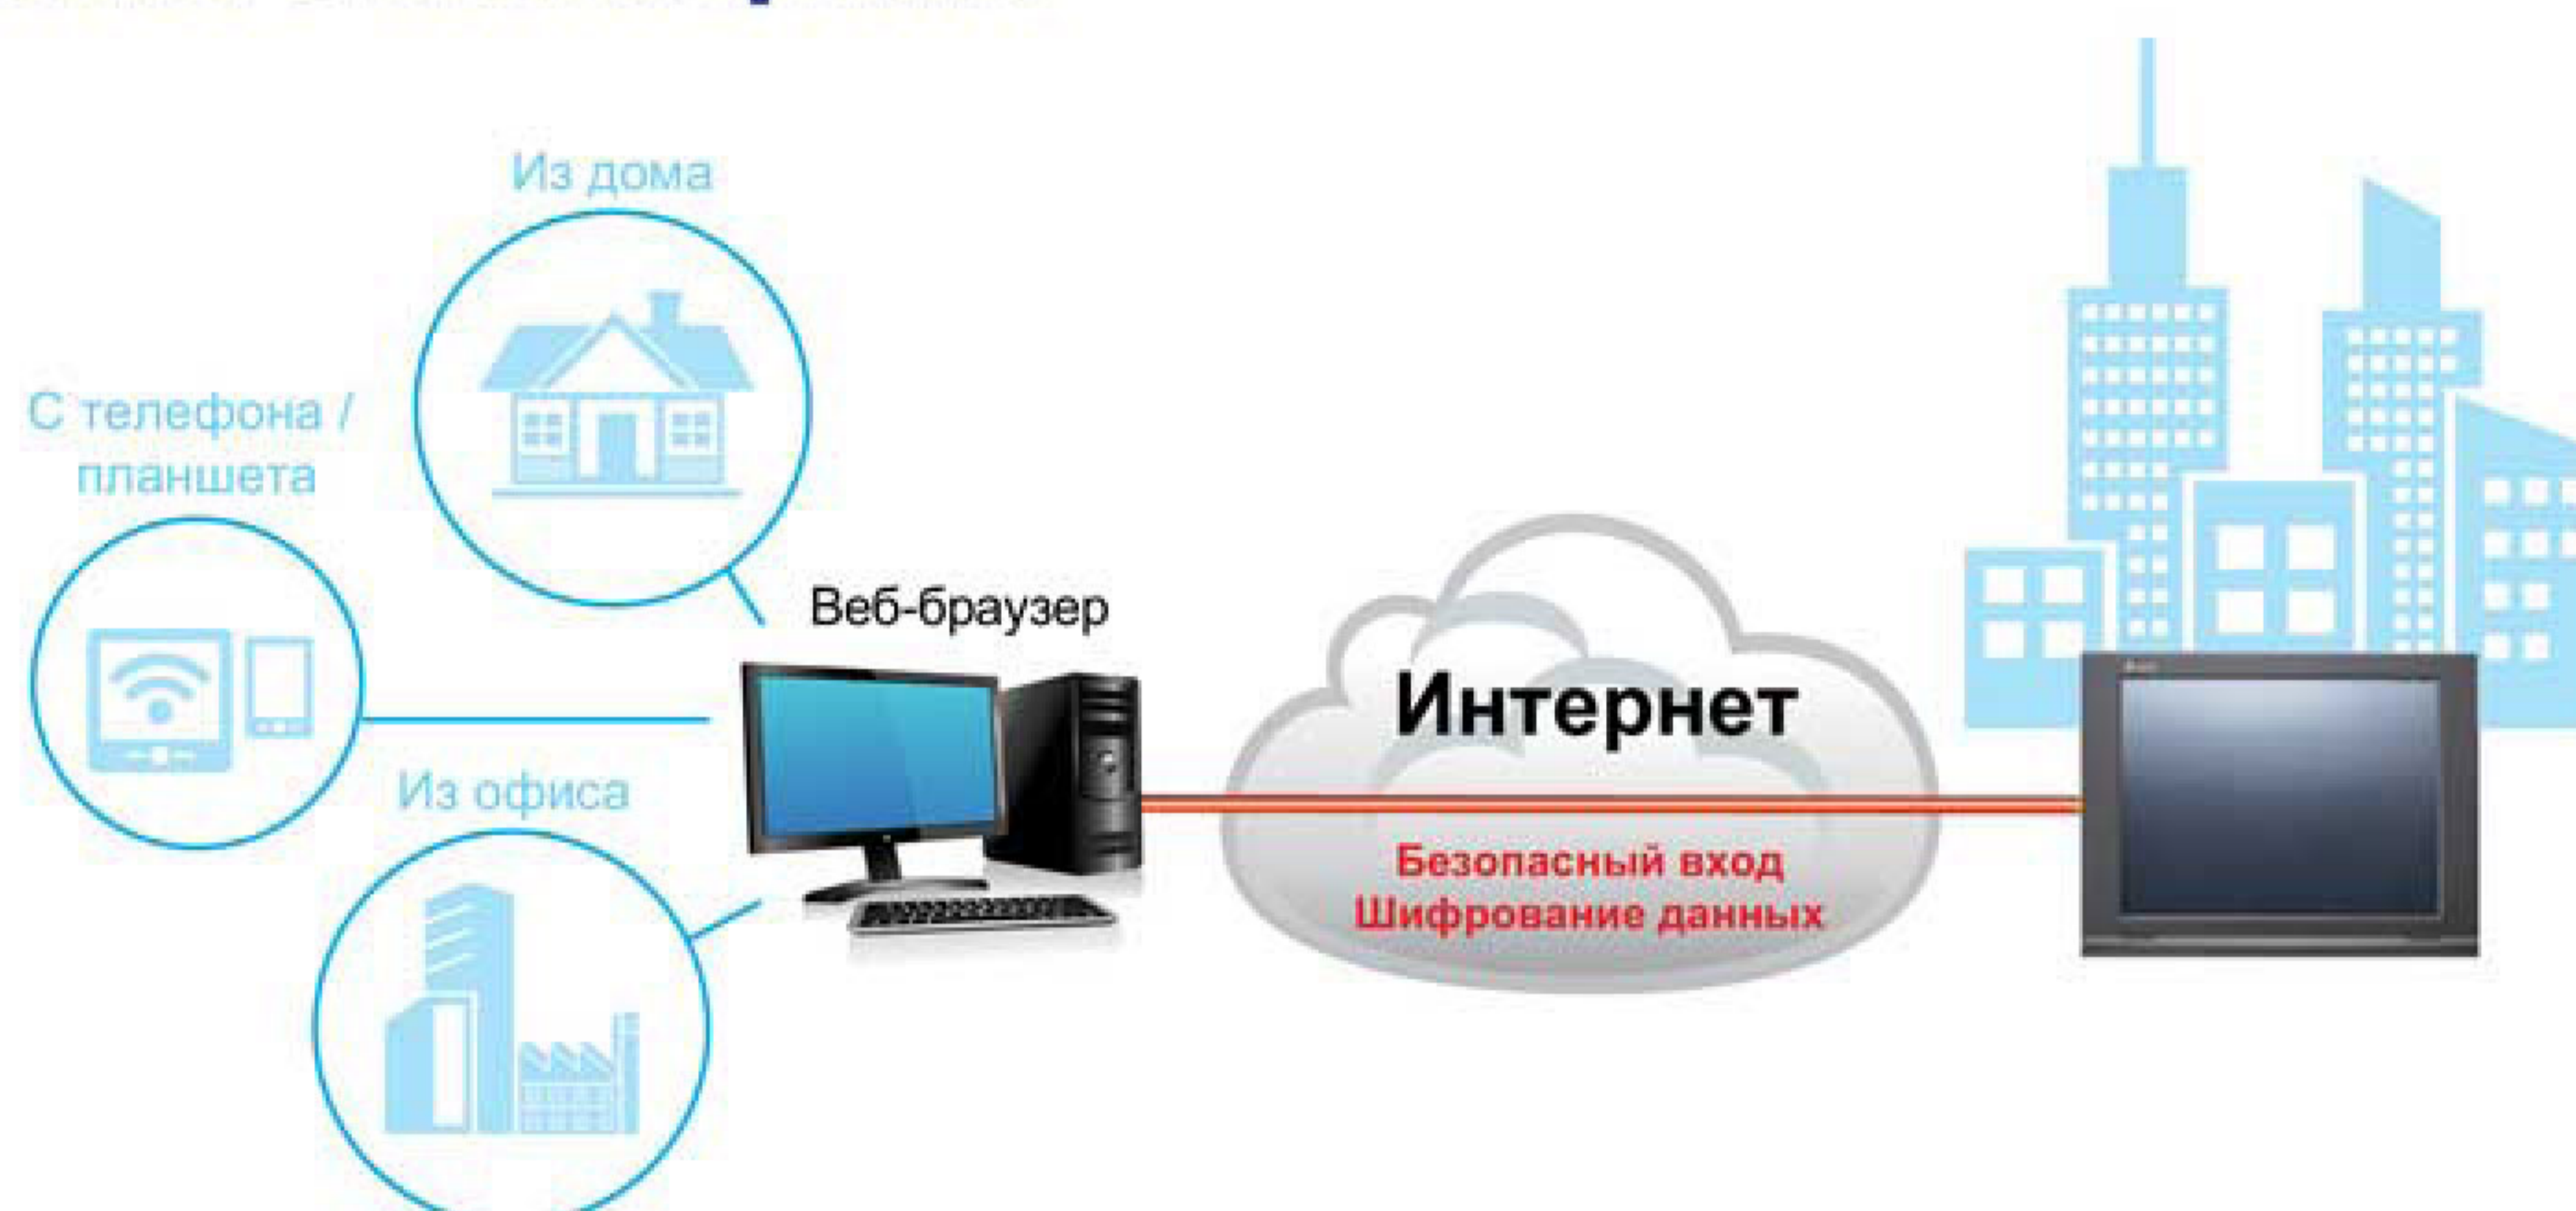 Из дома
С телефона /
планшета
Веб-браузер
Интернет
Из офиса
Безопасный вход
Шифрование данных